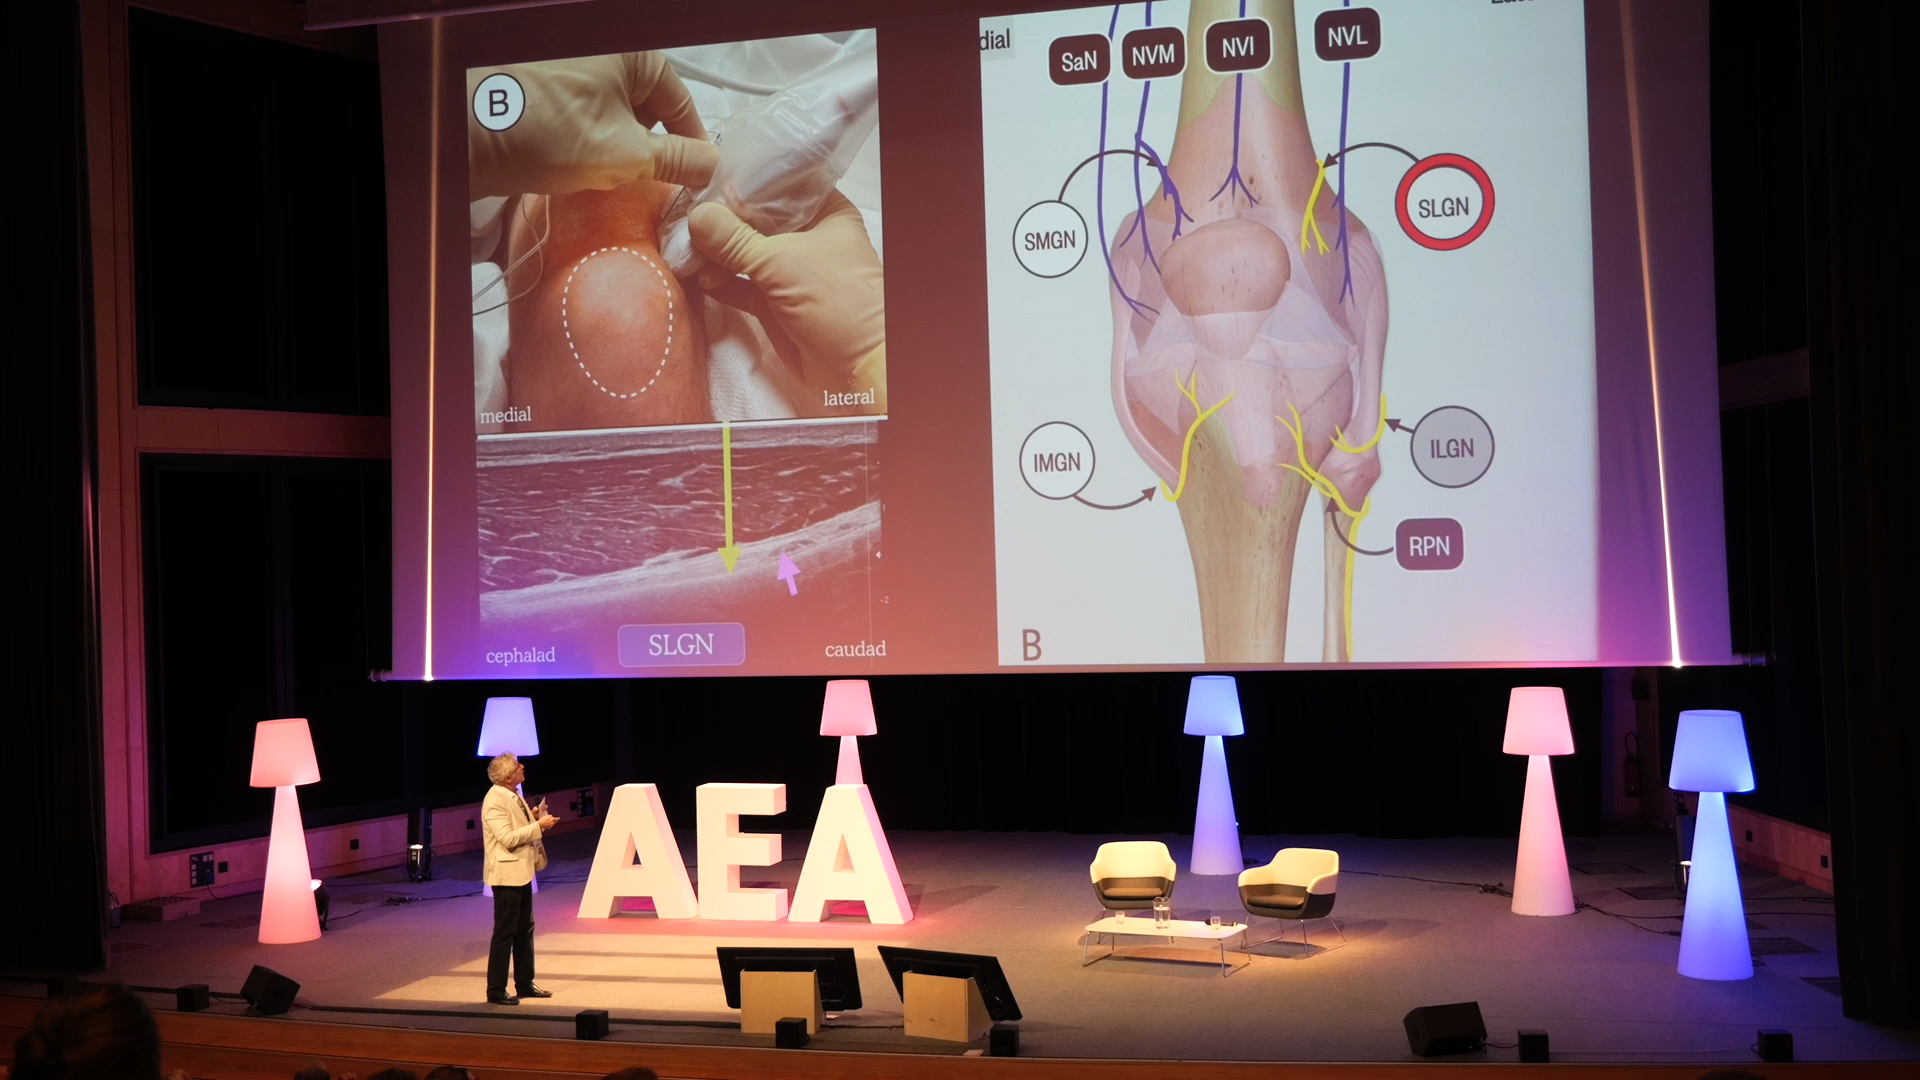 B
medial
lateral
cephalad
SLGN
caudad
dial
SaN
NVM
NVI
NVL
SMGN
SLGN
IMGN
ILGN
RPN
B
AEA